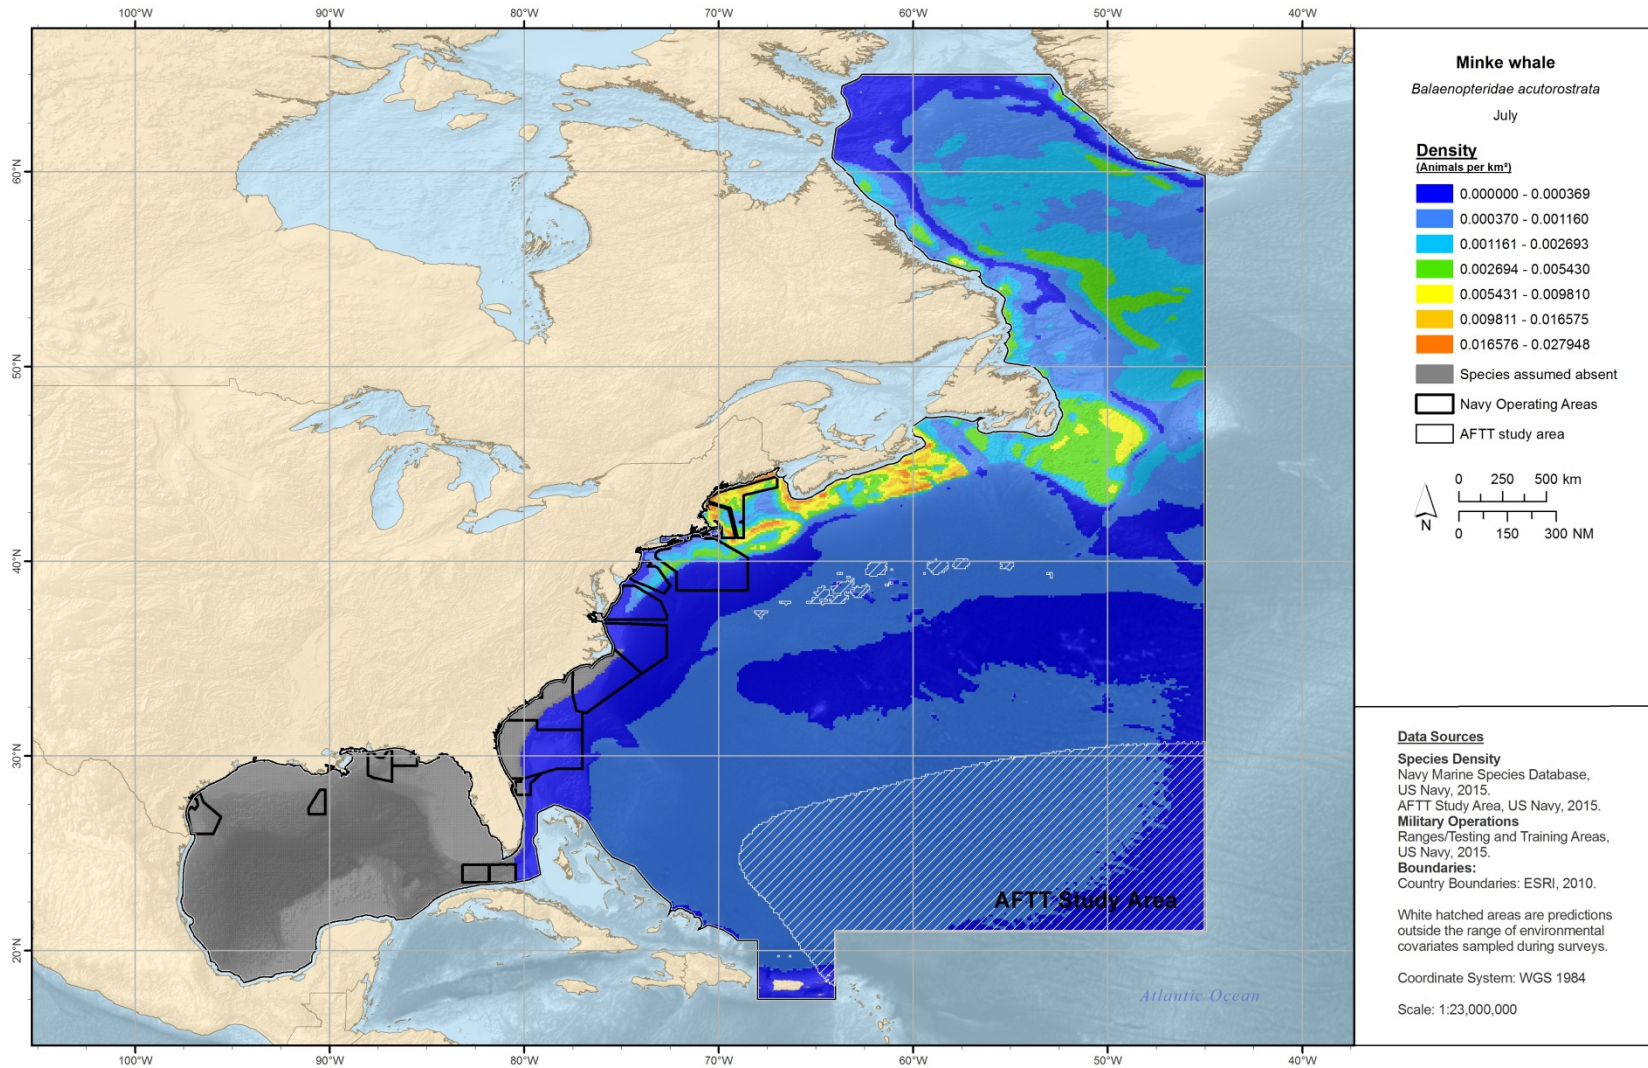 100°W
90°W
80°W
70°W
60°W
50°W
40°W
60°N
50°N
40°N
30°N
20°N
60°N
50°N
40°N
30°N
20°N
AFTT Study Area
Atlantic Ocean
100°W
90°W
80°W
70°W
60°W
50°W
40°W
Minke whale
Balaenopteridae acutorostrata
July
Density
(Animals per km²)
0.000000 - 0.000369
0.000370 - 0.001160
0.001161 - 0.002693
0.002694 - 0.005430
0.005431 - 0.009810
0.009811 - 0.016575
0.016576 - 0.027948
Species assumed absent
Navy Operating Areas
AFTT study area
0 250 500 km
0 150 300 NM
N
Data Sources
Species Density
Navy Marine Species Database,
US Navy, 2015.
AFTT Study Area, US Navy, 2015.
Military Operations
Ranges/Testing and Training Areas,
US Navy, 2015.
Boundaries:
Country Boundaries: ESRI, 2010.
White hatched areas are predictions
outside the range of environmental
covariates sampled during surveys.
Coordinate System: WGS 1984
Scale: 1:23,000,000